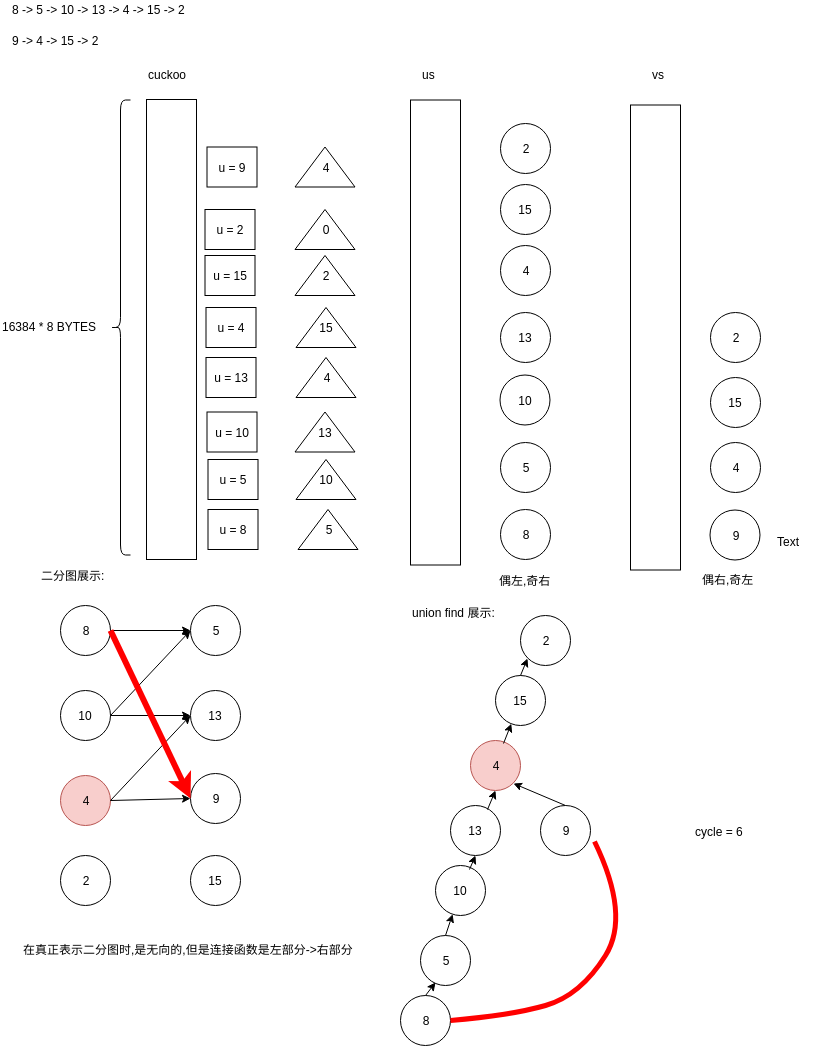 8 -> 5 -> 10 -> 13 -> 4 -> 15 -> 2
9 -> 4 -> 15 -> 2
cuckoo
us
vs
16384 * 8 BYTES
u = 9
4
u = 2
0
u = 15
2
u = 4
15
u = 13
4
u = 10
13
u = 5
10
u = 8
5
2
15
4
13
10
5
8
偶左,奇右
2
15
4
9
Text
偶右,奇左
二分图展示:
8
5
10
13
4
9
2
15
在真正表示二分图时,是无向的,但是连接函数是左部分->右部分
union find 展示:
2
15
4
13
9
10
5
8
cycle = 6